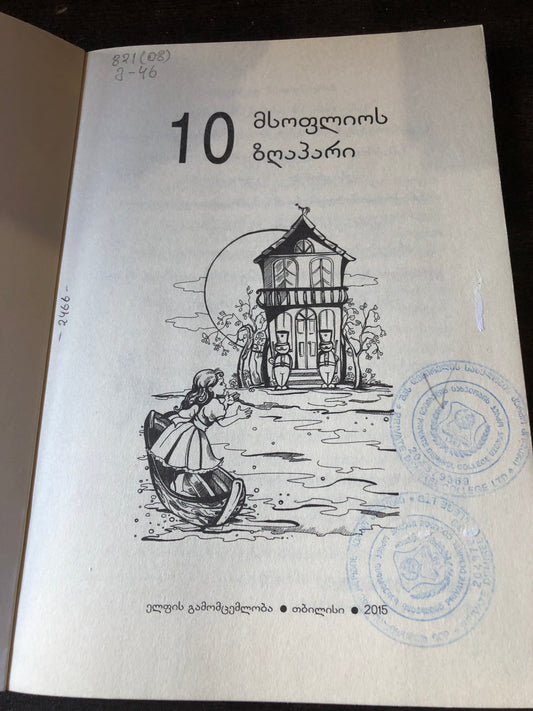 821(08)
მ-46
10 მსოფლიოს
ზღაპარი
-2466-
ელფის გამომცემლობა ● თბილისი ● 2015